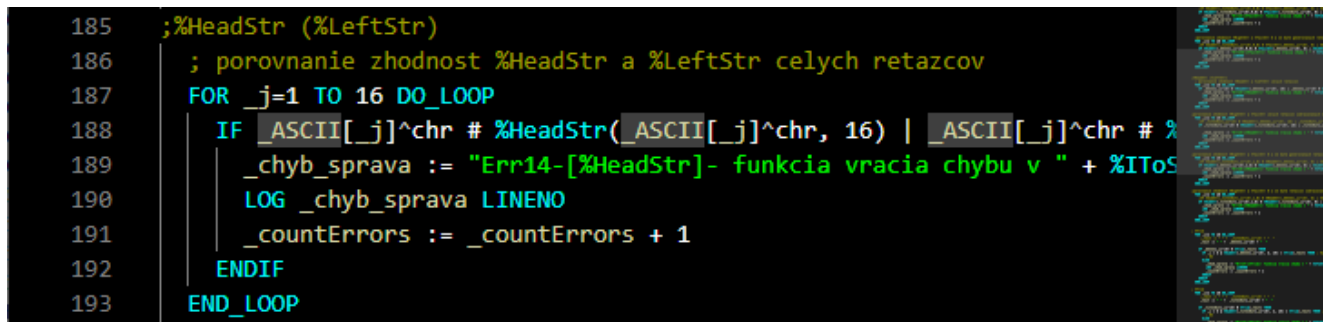 185 ;%HeadStr (%LeftStr)
186 ; porovnanie zhodnost %HeadStr a %LeftStr celych retazcov
187 FOR _j=1 TO 16 DO_LOOP
188 IF _ASCII[_j]^chr # %HeadStr(_ASCII[_j]^chr, 16) | _ASCII[_j]^chr # %
189 _chyb_sprava := "Err14-[%HeadStr]- funkcia vracia chybu v " + %IToS
190 LOG _chyb_sprava LINENO
191 _countErrors := _countErrors + 1
192 ENDIF
193 END_LOOP